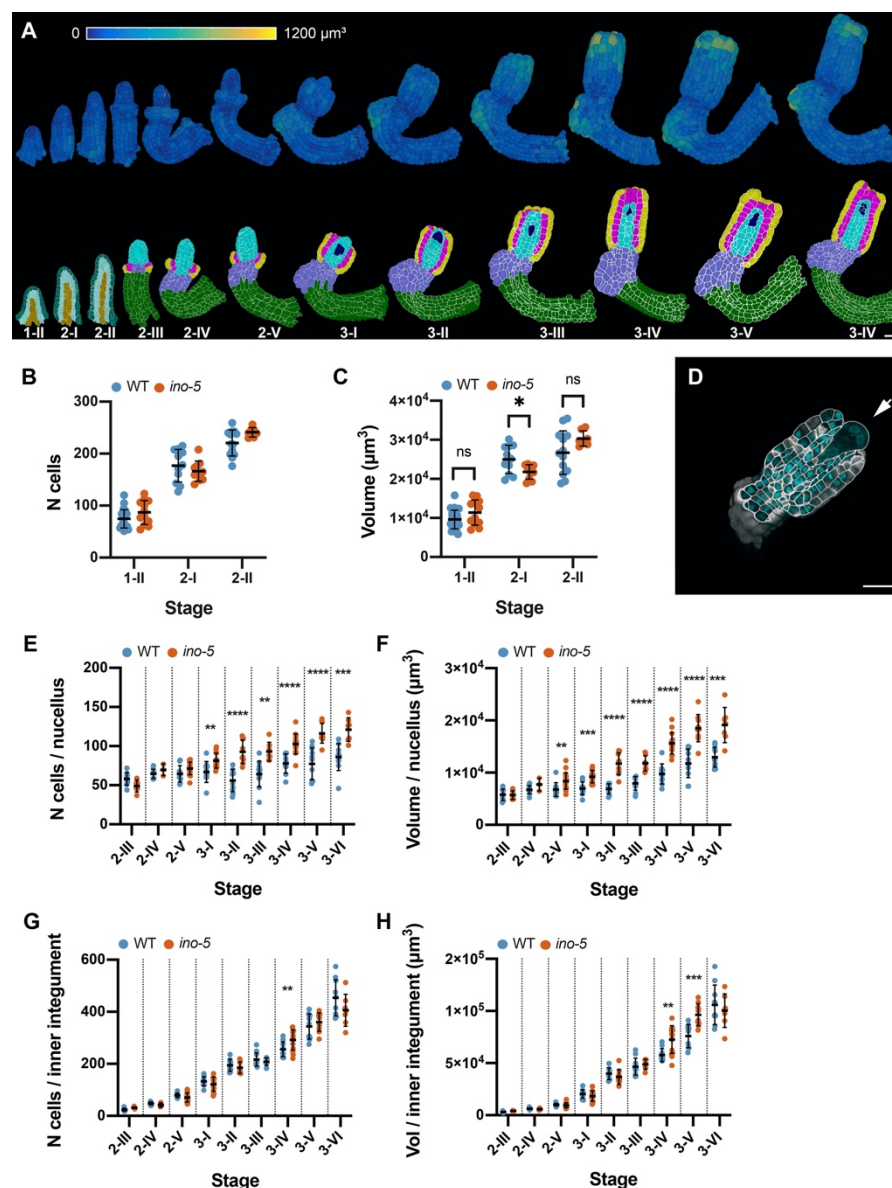 A
0 1200 µm³
1-II 2-I 2-II 2-III 2-IV 2-V 3-I 3-II 3-III 3-IV 3-V 3-IV
B
WT ino-5
N cells
300
200
100
0
1-II 2-I 2-II
Stage
C
WT ino-5
Volume (µm³)
4×10⁴
3×10⁴
2×10⁴
1×10⁴
0
ns * ns
1-II 2-I 2-II
Stage
D
E
WT ino-5
N cells / nucellus
200
150
100
50
0
** **** ** **** **** ***
2-III 2-IV 2-V 3-I 3-II 3-III 3-IV 3-V 3-VI
Stage
F
WT ino-5
Volume / nucellus (µm³)
3×10⁴
2×10⁴
1×10⁴
0
** *** **** **** **** **** ***
2-III 2-IV 2-V 3-I 3-II 3-III 3-IV 3-V 3-VI
Stage
G
WT ino-5
N cells / inner integument
600
400
200
0
**
2-III 2-IV 2-V 3-I 3-II 3-III 3-IV 3-V 3-VI
Stage
H
WT ino-5
Vol / inner integument (µm³)
2×10⁵
1×10⁵
5×10⁴
0
** ***
2-III 2-IV 2-V 3-I 3-II 3-III 3-IV 3-V 3-VI
Stage